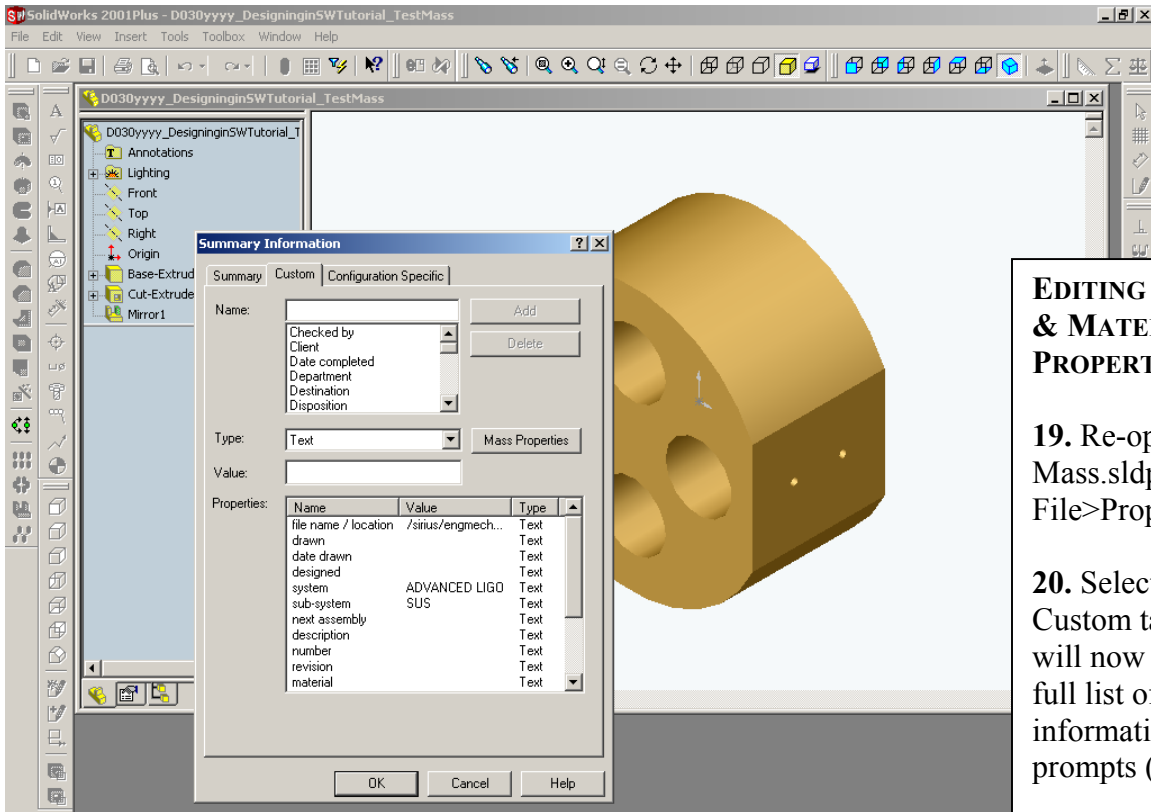 SolidWorks 2001Plus - D030yyyy_DesigninginSWTutorial_TestMass
File Edit View Insert Tools Toolbox Window Help
D030yyyy_DesigninginSWTutorial_TestMass
D030yyyy_DesigninginSWTutorial_T
Annotations
Lighting
Front
Top
Right
Origin
Base-Extrud
Cut-Extrude
Mirror1
Summary Information
Summary Custom Configuration Specific
Name:
Add
Delete
Checked by
Client
Date completed
Department
Destination
Disposition
Type: Text Mass Properties
Value:
Properties:
Name Value Type
file name / location /sirius/engmech... Text
drawn Text
date drawn Text
designed Text
system ADVANCED LIGO Text
sub-system SUS Text
next assembly Text
description Text
number Text
revision Text
material Text
OK Cancel Help
EDITING
& MATE
PROPERT
19. Re-op
Mass.sldp
File>Prop
20. Select
Custom ta
will now
full list of
informati
prompts (